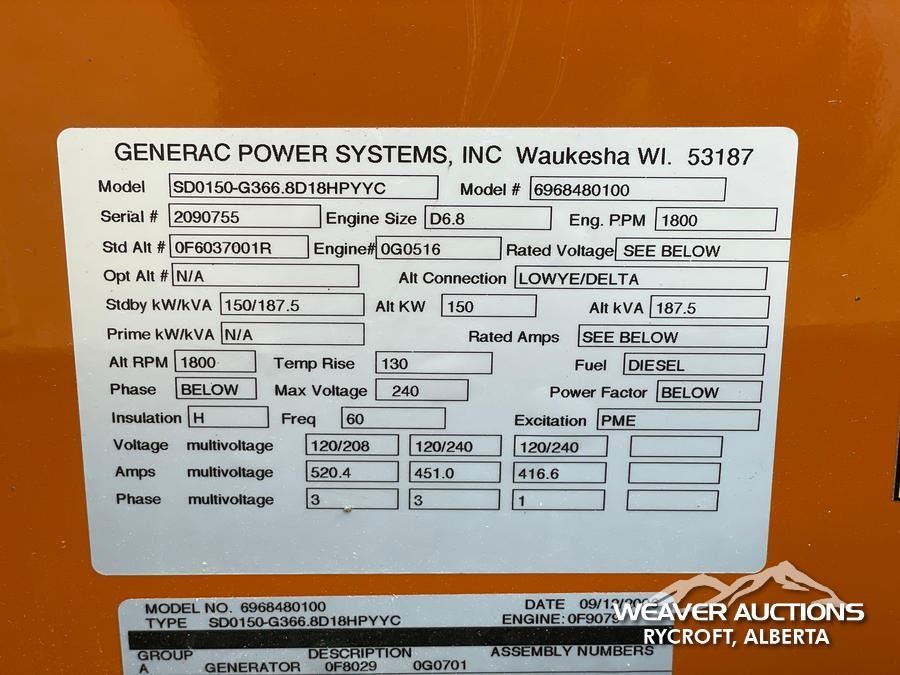 GENERAC POWER SYSTEMS, INC Waukesha WI. 53187
Model SD0150-G366.8D18HPYYC Model # 6968480100
Serial # 2090755 Engine Size D6.8 Eng. PPM 1800
Std Alt # 0F6037001R Engine# 0G0516 Rated Voltage SEE BELOW
Opt Alt # N/A Alt Connection LOWYE/DELTA
Stdby kW/kVA 150/187.5 Alt KW 150 Alt kVA 187.5
Prime kW/kVA N/A Rated Amps SEE BELOW
Alt RPM 1800 Temp Rise 130 Fuel DIESEL
Phase BELOW Max Voltage 240 Power Factor BELOW
Insulation H Freq 60 Excitation PME
Voltage multivoltage 120/208 120/240 120/240
Amps multivoltage 520.4 451.0 416.6
Phase multivoltage 3 3 1
MODEL NO. 6968480100 DATE
TYPE SD0150-G366.8D18HPYYC ENGINE:
GROUP DESCRIPTION ASSEMBLY NUMBERS
A GENERATOR 0F8029 0G0701
WEAVER AUCTIONS
RYCROFT, ALBERTA